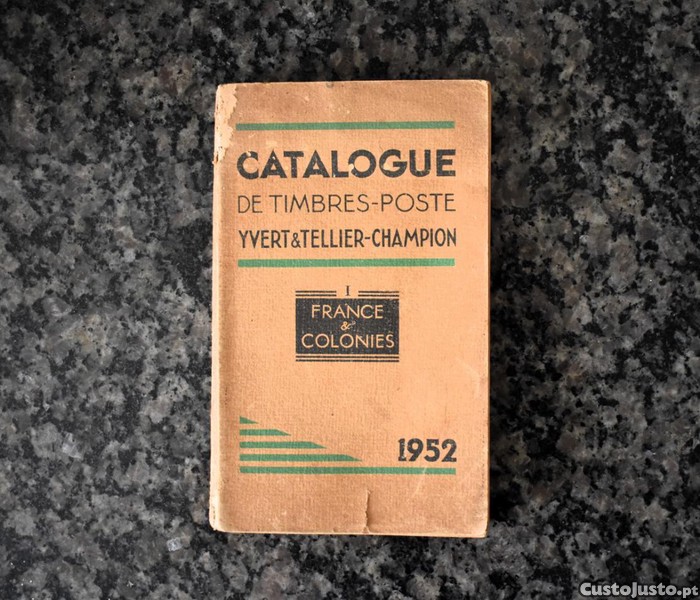 CATALOGUE
DE TIMBRES-POSTE
YVERT&TELLIER-CHAMPION
I
FRANCE
&
COLONIES
1952
CustoJusto.pt